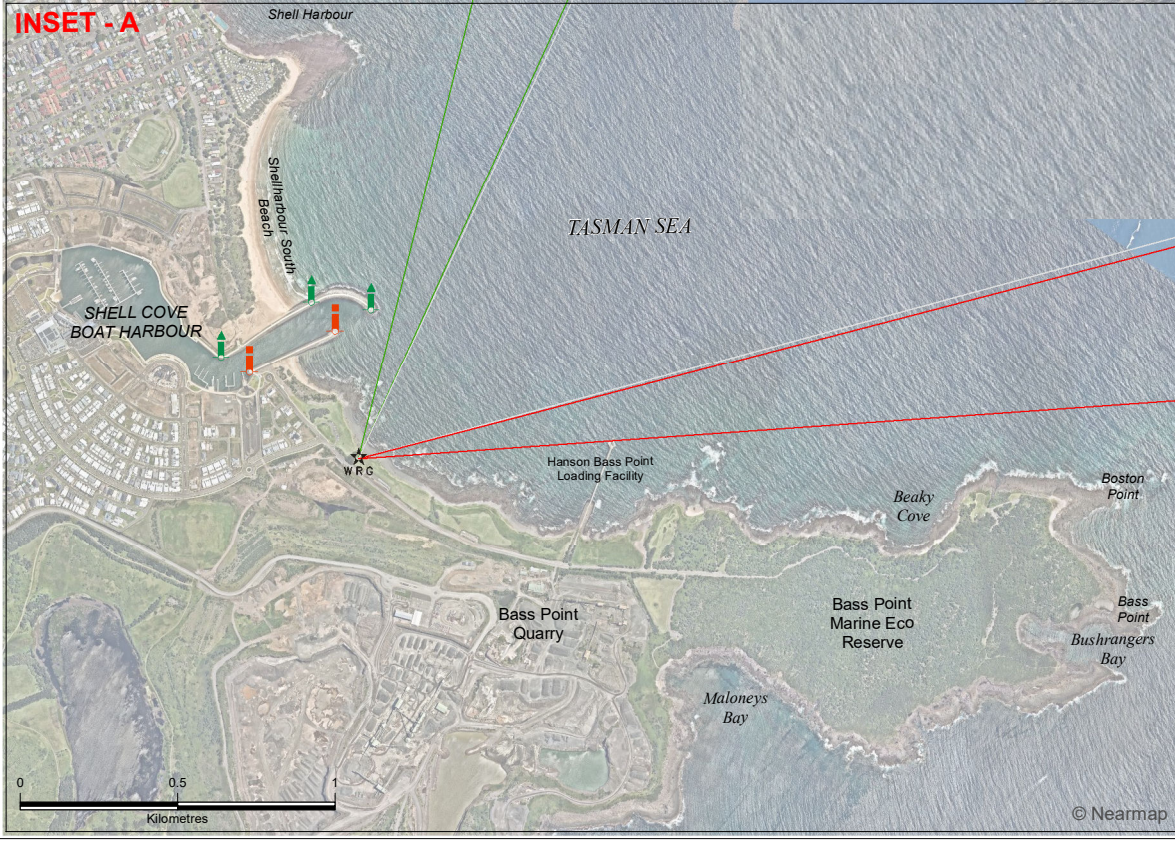 INSET - A
Shell Harbour
Shellharbour South
Beach
TASMAN SEA
SHELL COVE
BOAT HARBOUR
W R G
Hanson Bass Point
Loading Facility
Beaky
Cove
Boston
Point
Bass Point
Quarry
Bass Point
Marine Eco
Reserve
Bass
Point
Bushrangers
Bay
Maloneys
Bay
0 0.5 1
Kilometres
© Nearmap